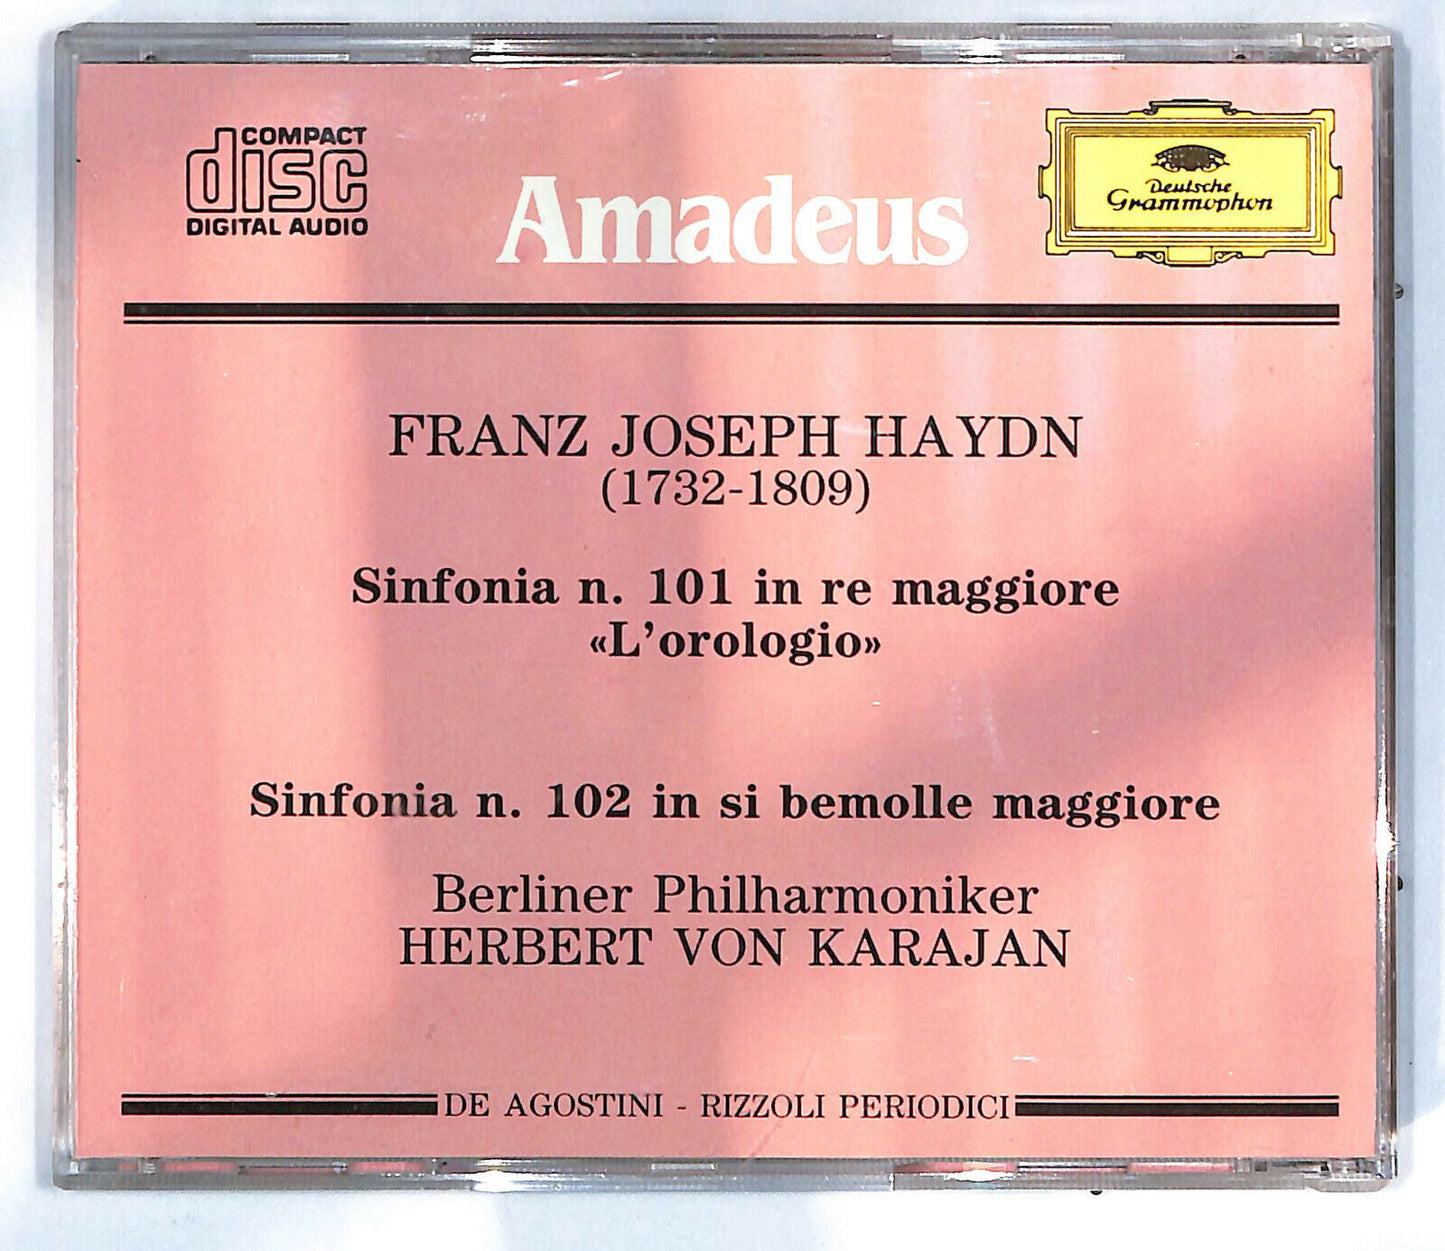 COMPACT
disc
DIGITAL AUDIO
Amadeus
Deutsche
Grammophon
FRANZ JOSEPH HAYDN
(1732-1809)
Sinfonia n. 101 in re maggiore
«L’orologio»
Sinfonia n. 102 in si bemolle maggiore
Berliner Philharmoniker
HERBERT VON KARAJAN
DE AGOSTINI - RIZZOLI PERIODICI